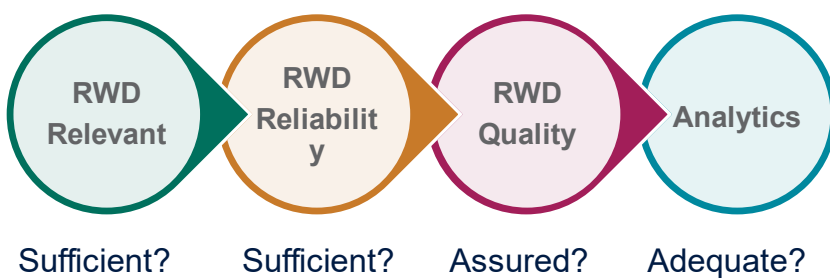 RWD
Relevant
RWD
Reliabilit
y
RWD
Quality
Analytics
Sufficient?
Sufficient?
Assured?
Adequate?